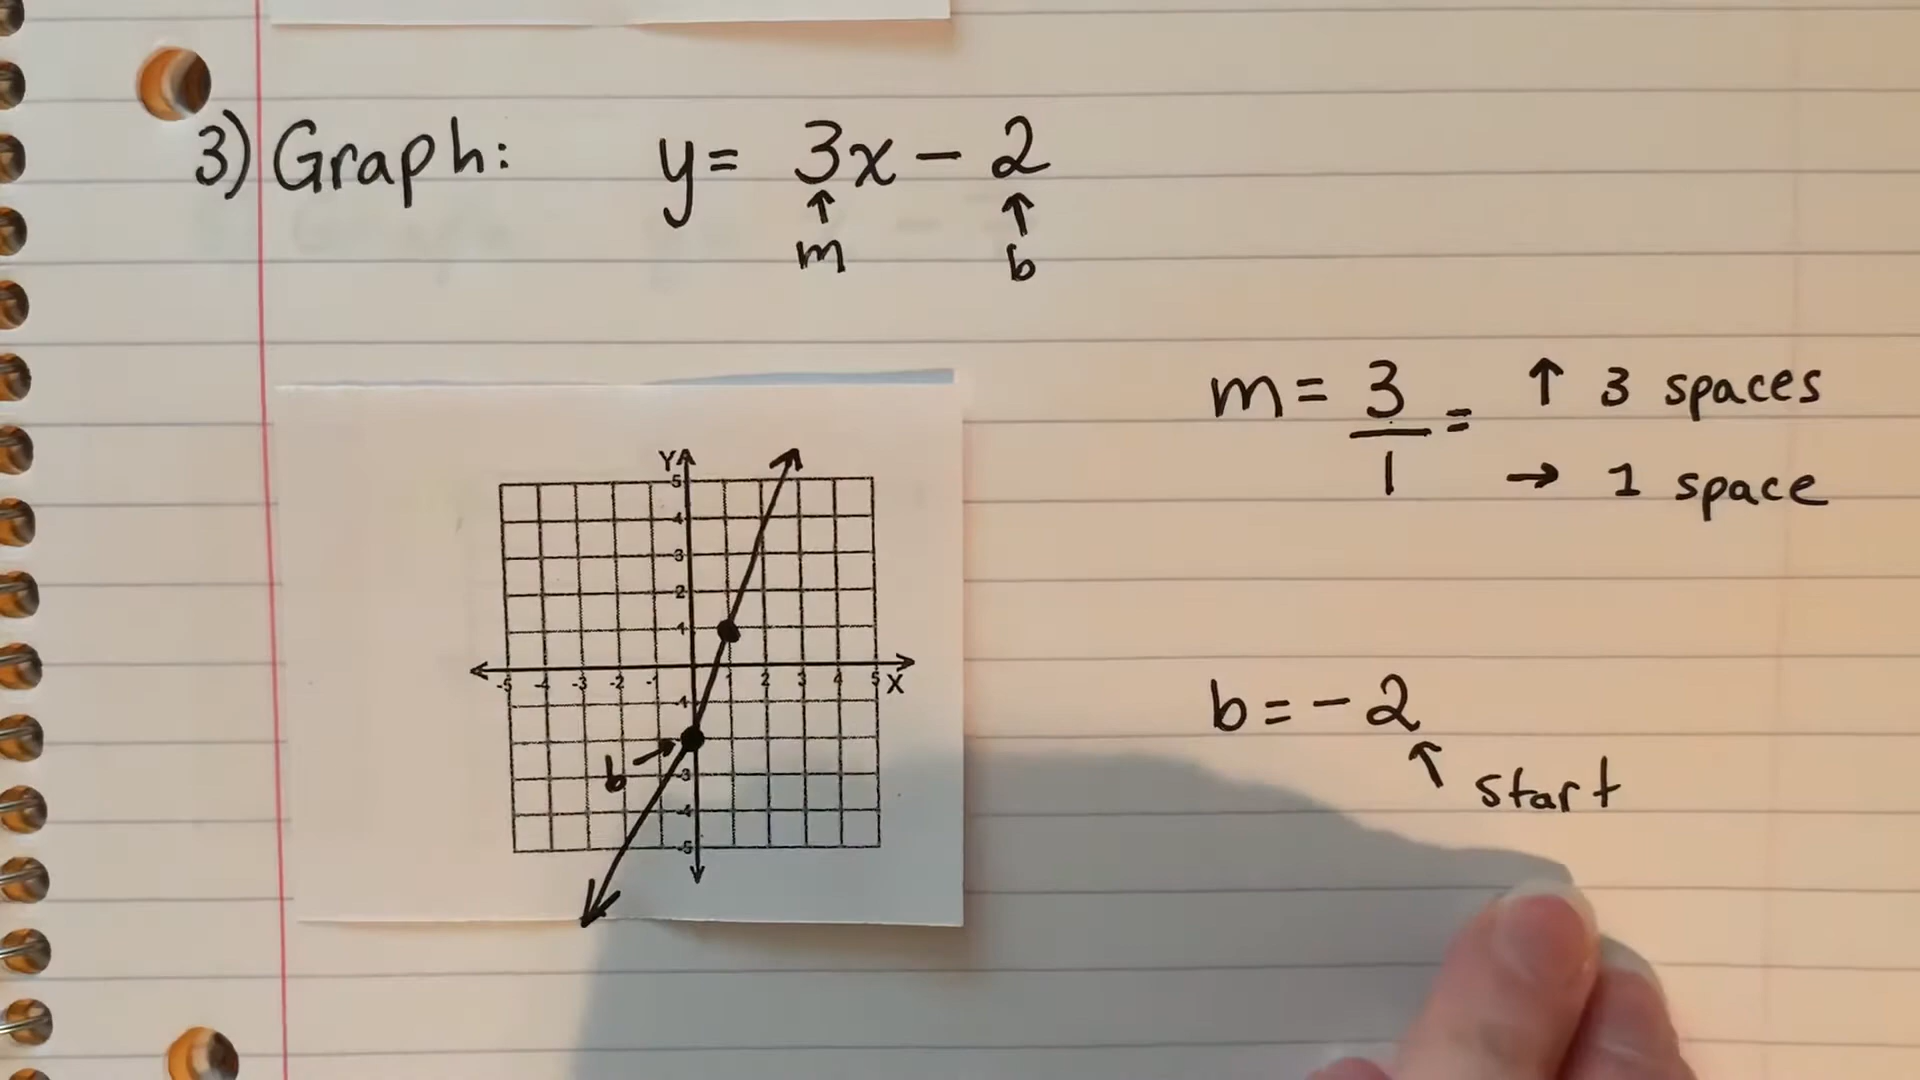 3) Graph: y = 3x - 2
↑ ↑
m b
m = 3/1 = ↑ 3 spaces
→ 1 space
Y
5
4
3
2
1
-5 -4 -3 -2 -1 1 2 3 4 5 X
-1
b →
-3
-4
-5
b = -2
↑ start